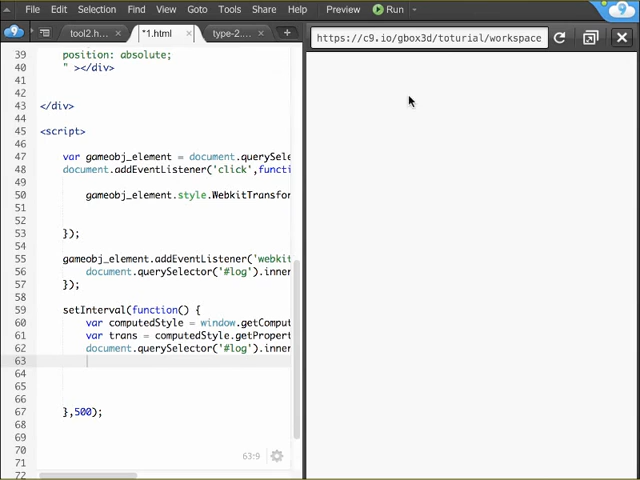 File Edit Selection Find View Goto Tools Share Help Preview Run
tool2.h... *1.html type-2....
https://c9.io/gbox3d/toturial/workspace
39 position: absolute;
40 " ></div>
41
42
43 </div>
44
45 <script>
46
47 var gameobj_element = document.querySele
48 document.addEventListener('click',functi
49
50 gameobj_element.style.WebkitTransfor
51
52
53 });
54
55 gameobj_element.addEventListener('webkit
56 document.querySelector('#log').inner
57 });
58
59 setInterval(function() {
60 var computedStyle = window.getComput
61 var trans = computedStyle.getPropert
62 document.querySelector('#log').inner
63
64
65
66
67 },500);
68
69
70
71
72
63:9